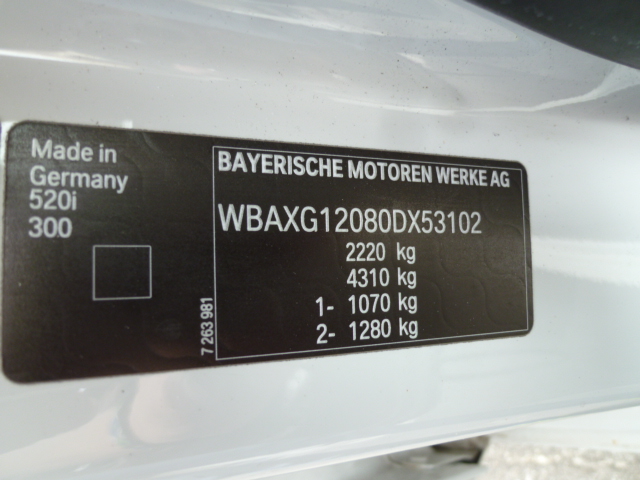 Made in
Germany
520i
300
7 263 981
BAYERISCHE MOTOREN WERKE AG
WBAXG12080DX53102
2220 kg
4310 kg
1- 1070 kg
2- 1280 kg